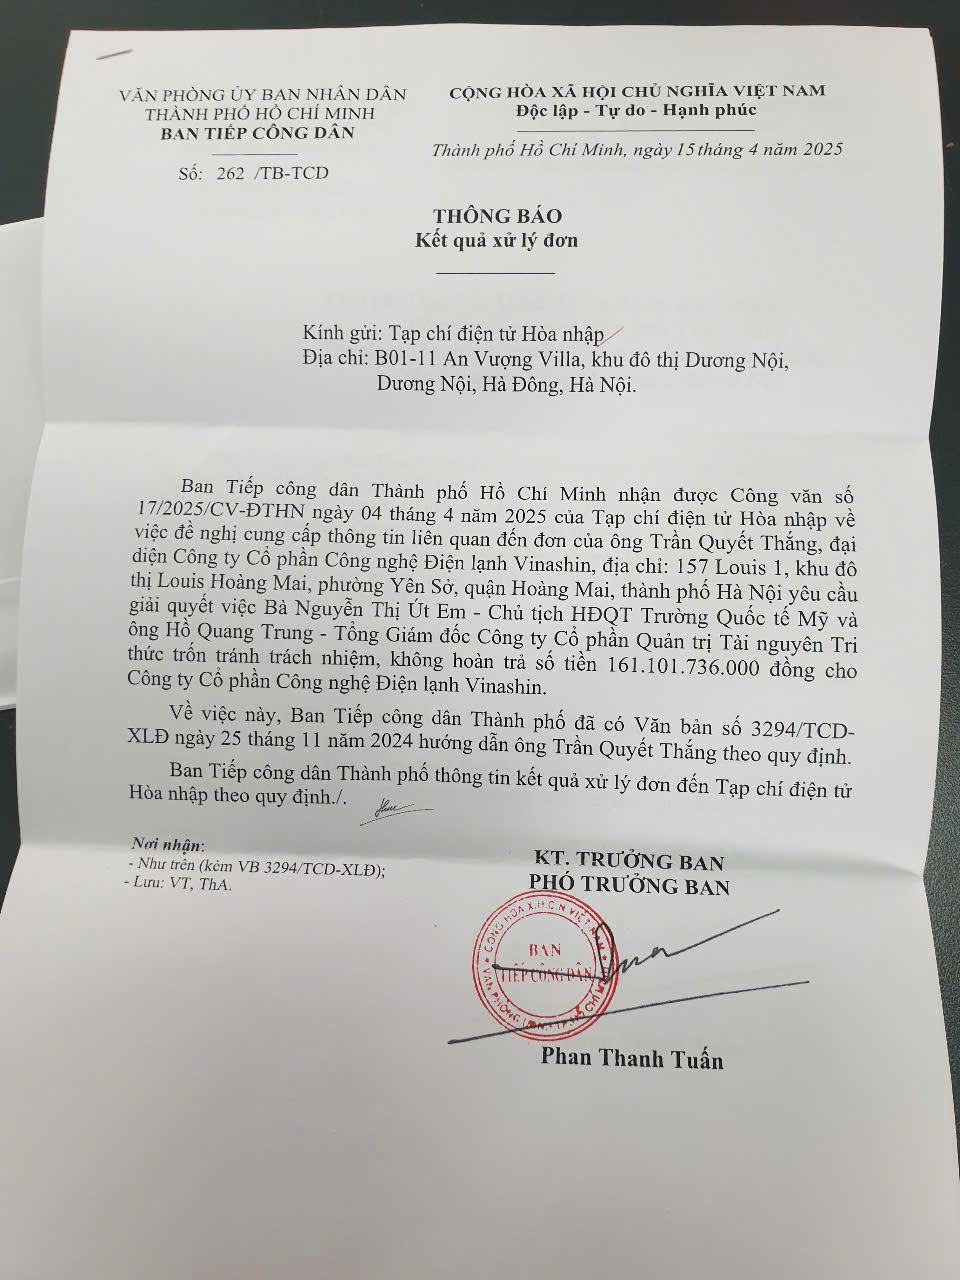 VĂN PHÒNG ỦY BAN NHÂN DÂN
THÀNH PHỐ HỒ CHÍ MINH
BAN TIẾP CÔNG DÂN
Số: 262 /TB-TCD
CỘNG HÒA XÃ HỘI CHỦ NGHĨA VIỆT NAM
Độc lập - Tự do - Hạnh phúc
Thành phố Hồ Chí Minh, ngày 15 tháng 4 năm 2025
THÔNG BÁO
Kết quả xử lý đơn
Kính gửi: Tạp chí điện tử Hòa nhập
Địa chỉ: B01-11 An Vượng Villa, khu đô thị Dương Nội,
Dương Nội, Hà Đông, Hà Nội.
Ban Tiếp công dân Thành phố Hồ Chí Minh nhận được Công văn số
17/2025/CV-ĐTHN ngày 04 tháng 4 năm 2025 của Tạp chí điện tử Hòa nhập về
việc đề nghị cung cấp thông tin liên quan đến đơn của ông Trần Quyết Thắng, đại
diện Công ty Cổ phần Công nghệ Điện lạnh Vinashin, địa chỉ: 157 Louis 1, khu đô
thị Louis Hoàng Mai, phường Yên Sở, quận Hoàng Mai, thành phố Hà Nội yêu cầu
giải quyết việc Bà Nguyễn Thị Út Em - Chủ tịch HĐQT Trường Quốc tế Mỹ và
ông Hồ Quang Trung - Tổng Giám đốc Công ty Cổ phần Quản trị Tài nguyên Tri
thức trốn tránh trách nhiệm, không hoàn trả số tiền 161.101.736.000 đồng cho
Công ty Cổ phần Công nghệ Điện lạnh Vinashin.
Về việc này, Ban Tiếp công dân Thành phố đã có Văn bản số 3294/TCD-
XLĐ ngày 25 tháng 11 năm 2024 hướng dẫn ông Trần Quyết Thắng theo quy định.
Ban Tiếp công dân Thành phố thông tin kết quả xử lý đơn đến Tạp chí điện tử
Hòa nhập theo quy định./.
Nơi nhận:
- Như trên (kèm VB 3294/TCD-XLĐ);
- Lưu: VT, ThA.
KT. TRƯỞNG BAN
PHÓ TRƯỞNG BAN
CỘNG HÒA X.H.C.N VIỆT NAM
BAN
TIẾP CÔNG DÂN
VĂN PHÒNG
Phan Thanh Tuấn